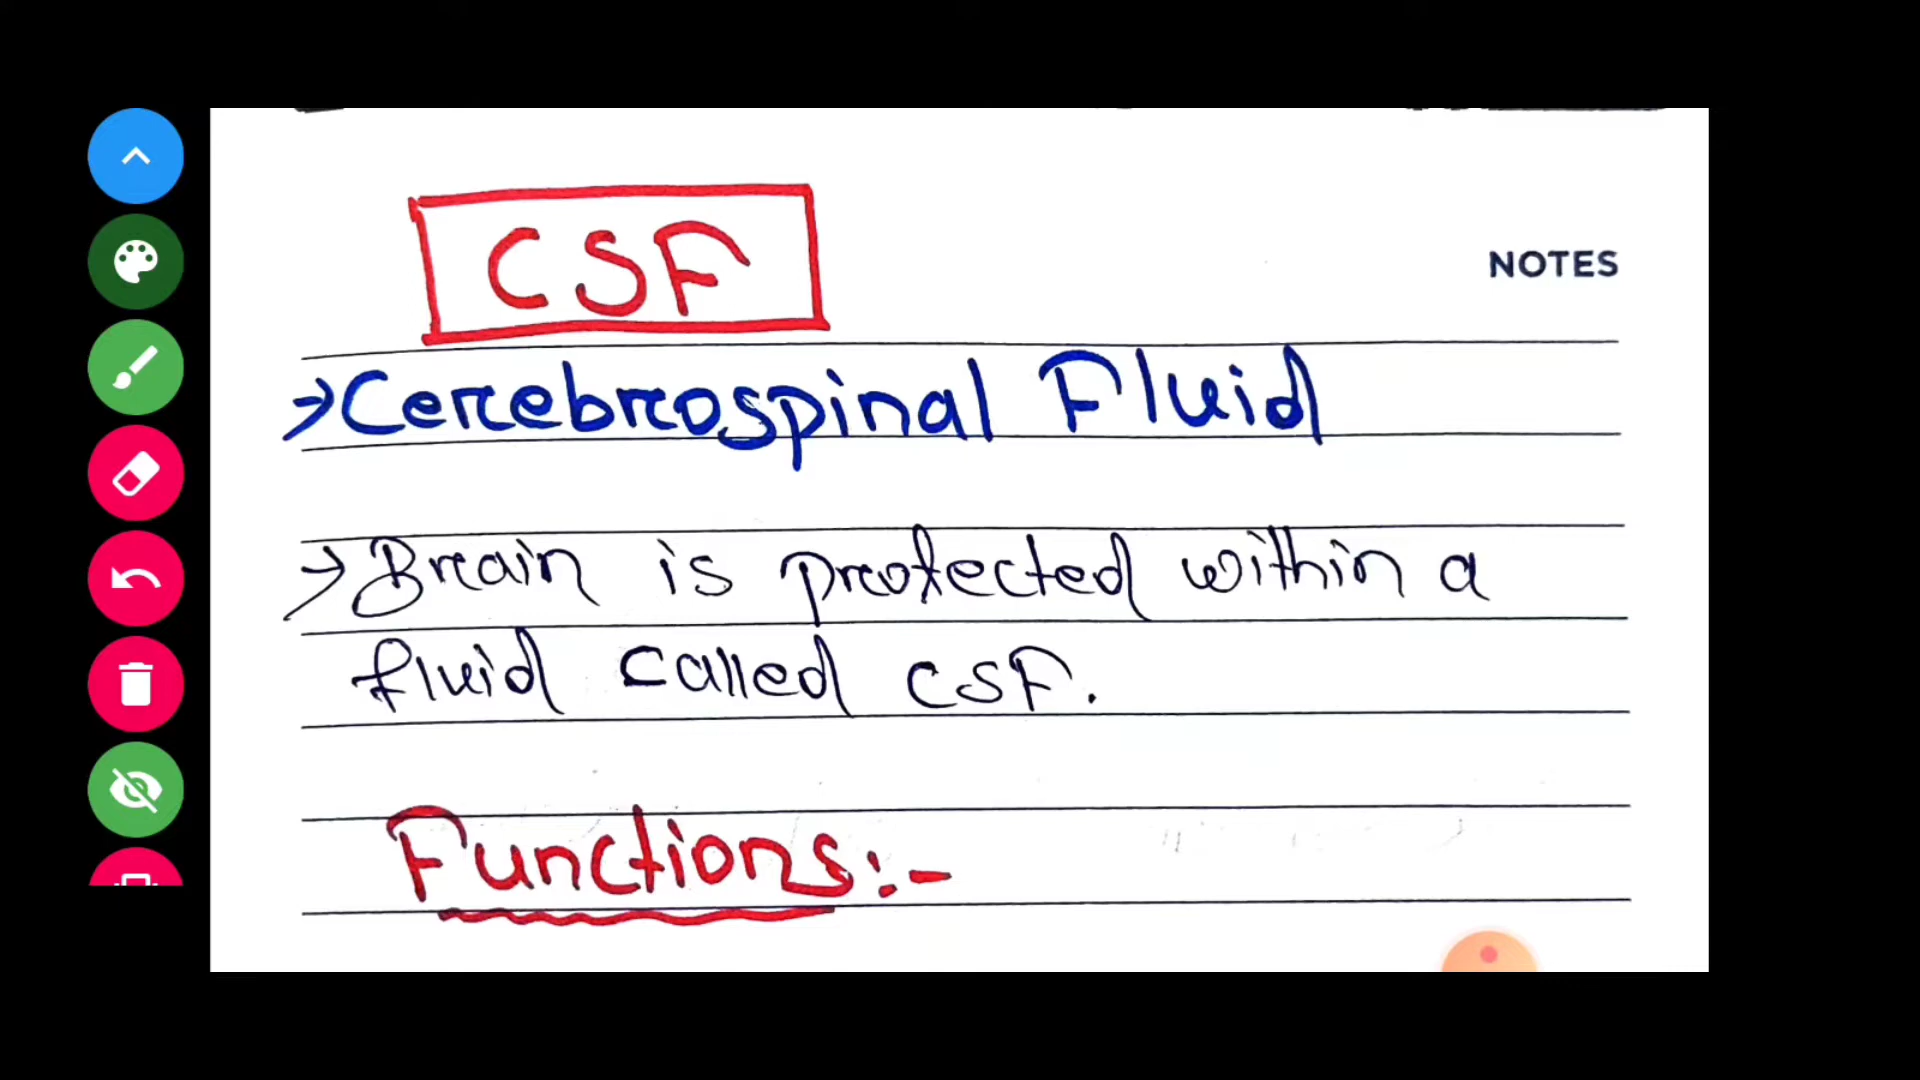 CSF
NOTES
→Cerebrospinal Fluid
→Brain is protected within a
fluid called CSF.
Functions:-